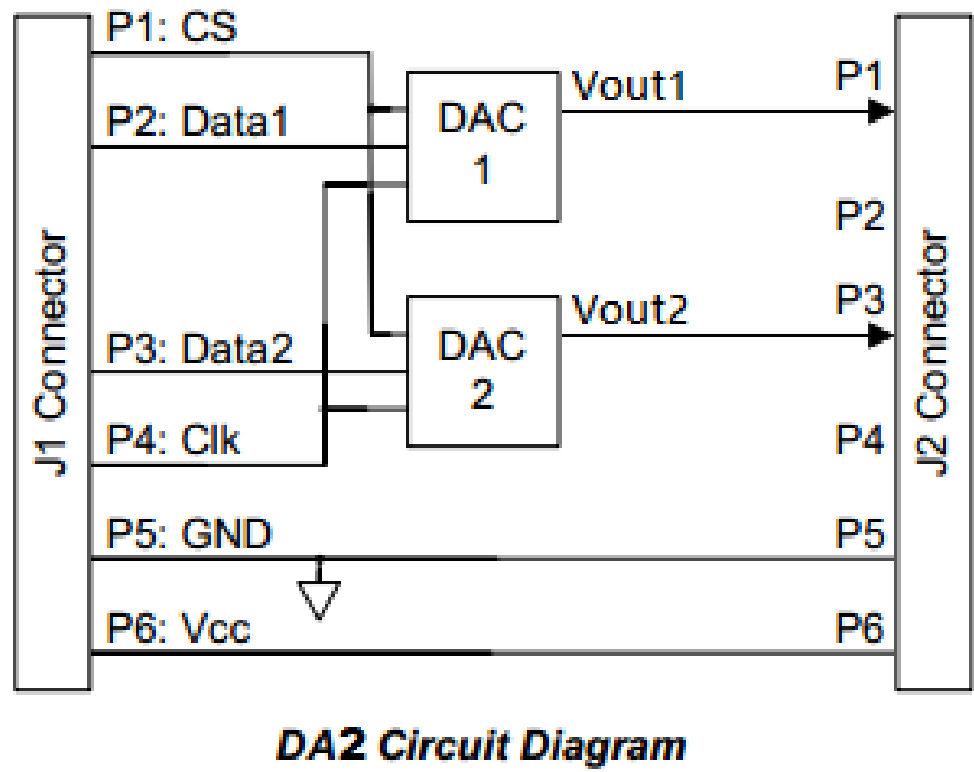 P1: CS
Vout1
P1
P2: Data1
DAC
1
P2
J1 Connector
J2 Connector
Vout2
P3
P3: Data2
DAC
2
P4: Clk
P4
P5: GND
P5
P6: Vcc
P6
DA2 Circuit Diagram